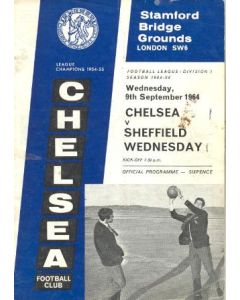 Stamford
Bridge
Grounds
LONDON SW6
LEAGUE
CHAMPIONS 1954-55
CHELSEA
FOOTBALL
CLUB
FOOTBALL LEAGUE · DIVISION I
SEASON 1964-65
Wednesday,
9th September 1964
CHELSEA
v
SHEFFIELD
WEDNESDAY
KICK-OFF 7.30 p.m.
OFFICIAL PROGRAMME — SIXPENCE